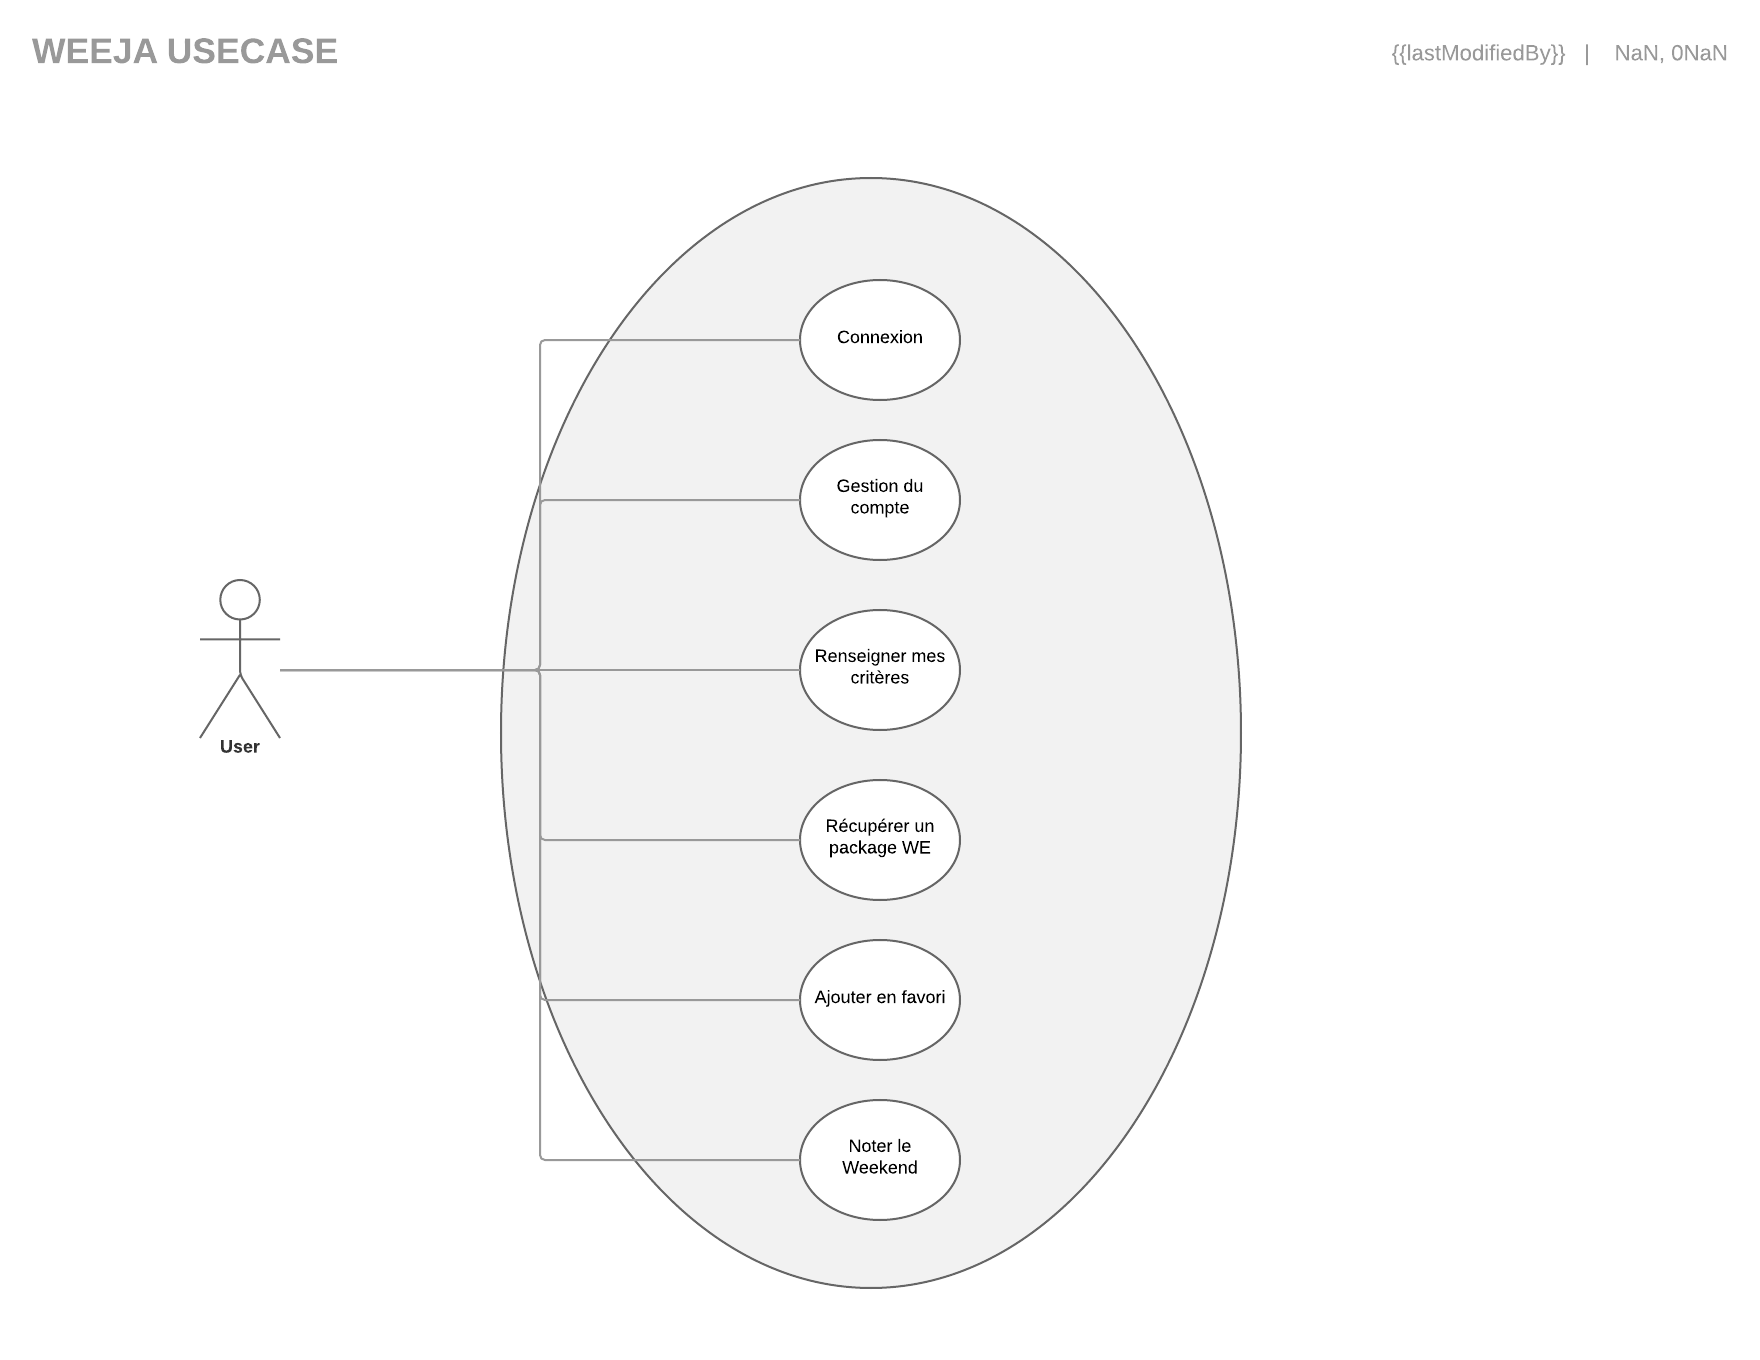 WEEJA USECASE
{{lastModifiedBy}} | NaN, 0NaN
Connexion
Gestion du
compte
Renseigner mes
critères
User
Récupérer un
package WE
Ajouter en favori
Noter le
Weekend